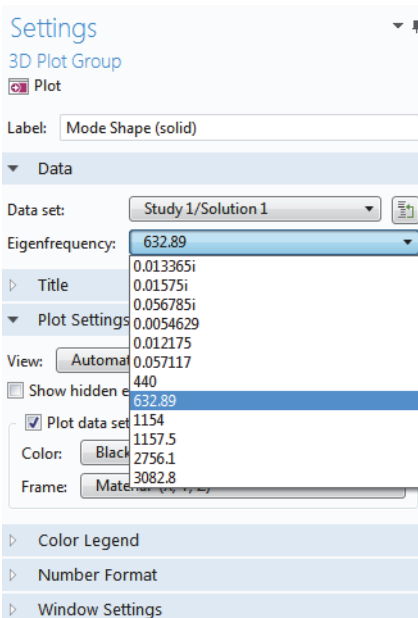 Settings
3D Plot Group
Plot
Label: Mode Shape (solid)
Data
Data set: Study 1/Solution 1
Eigenfrequency: 632.89
0.013365i
0.01575i
Title
0.056785i
0.0054629
Plot Settings
0.012175
View: Automat
0.057117
440
Show hidden e
632.89
Plot data set
1154
1157.5
Color: Black
2756.1
3082.8
Frame:
Color Legend
Number Format
Window Settings